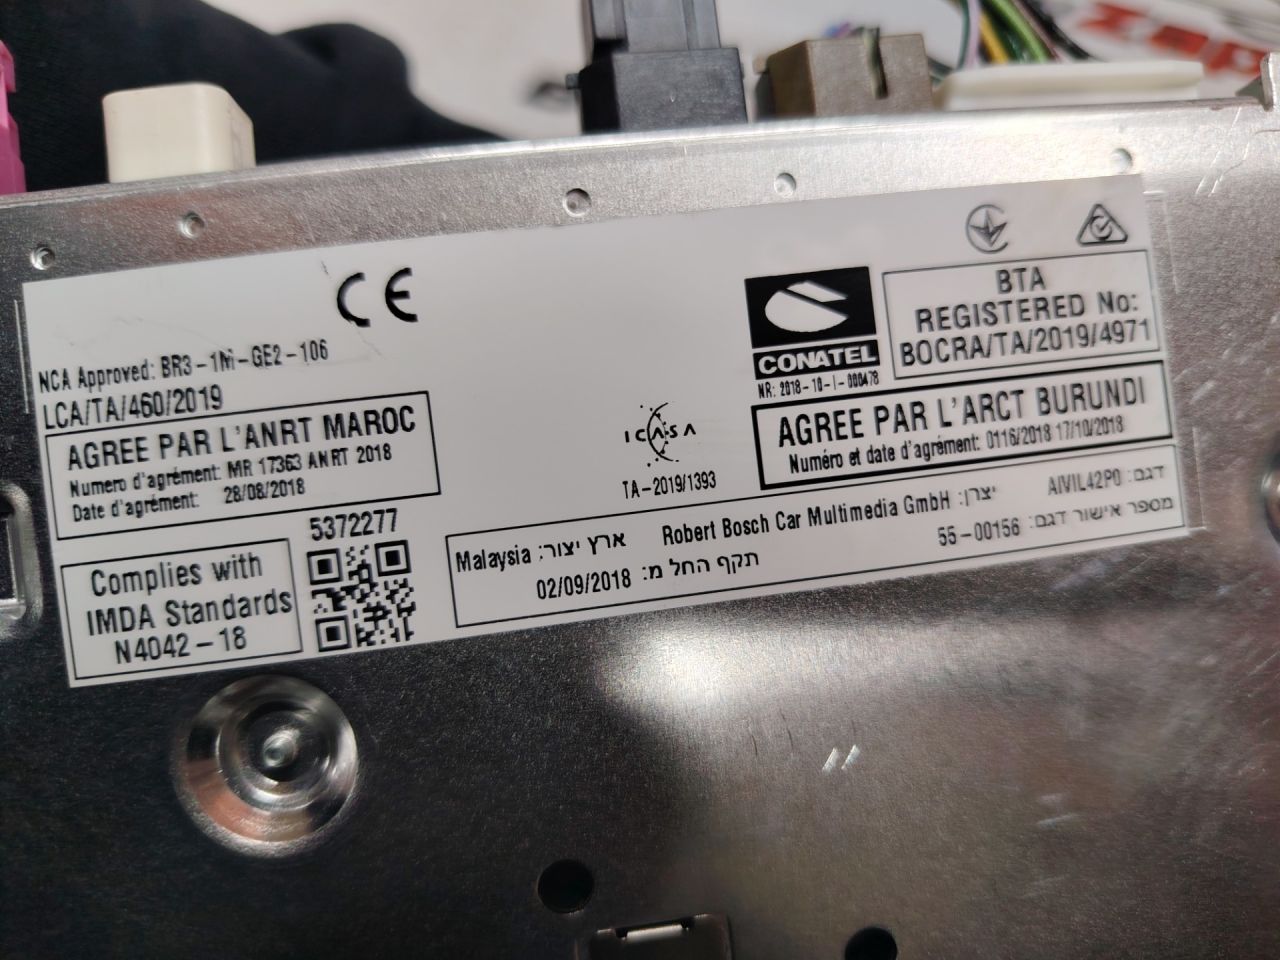 CE
NCA Approved: BR3-1M-GE2-106
LCA/TA/460/2019
AGREE PAR L'ANRT MAROC
Numero d'agrément: MR 17363 ANRT 2018
Date d'agrément: 28/08/2018
Complies with
IMDA Standards
N4042-18
5372277
ICASA
TA-2019/1393
CONATEL
NR: 2018-10-I-000478
BTA
REGISTERED No:
BOCRA/TA/2019/4971
AGRÉE PAR L'ARCT BURUNDI
Numéro et date d'agrément: 0116/2018 17/10/2018
דגם: AIVIL42P0 יצרן: Robert Bosch Car Multimedia GmbH ארץ יצור: Malaysia
מספר אישור דגם: 55-00156 תקף החל מ: 02/09/2018